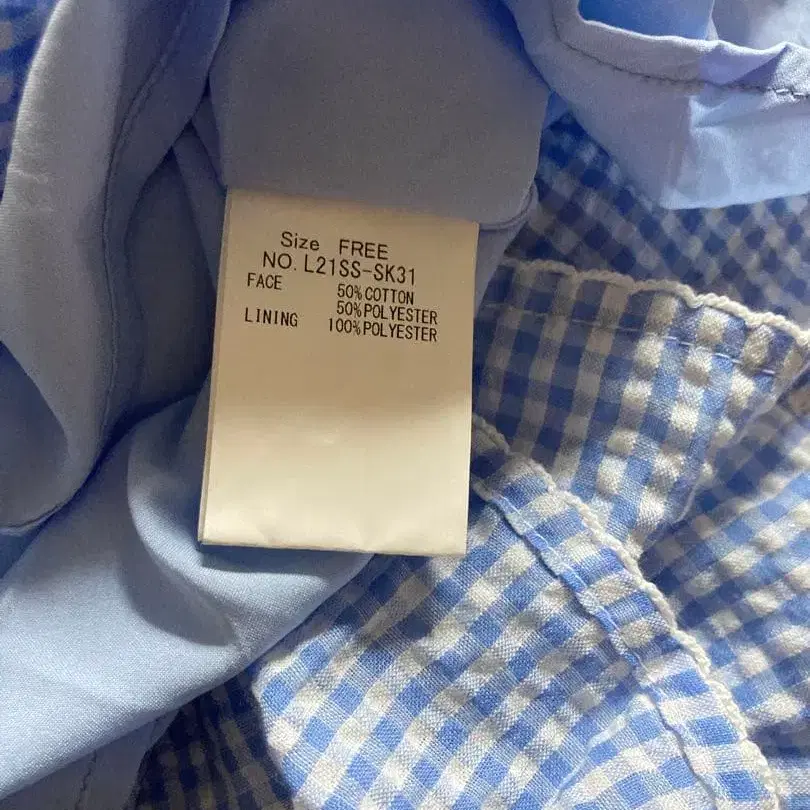 Size FREE
NO. L21SS-SK31
FACE 50%COTTON
50%POLYESTER
LINING 100%POLYESTER